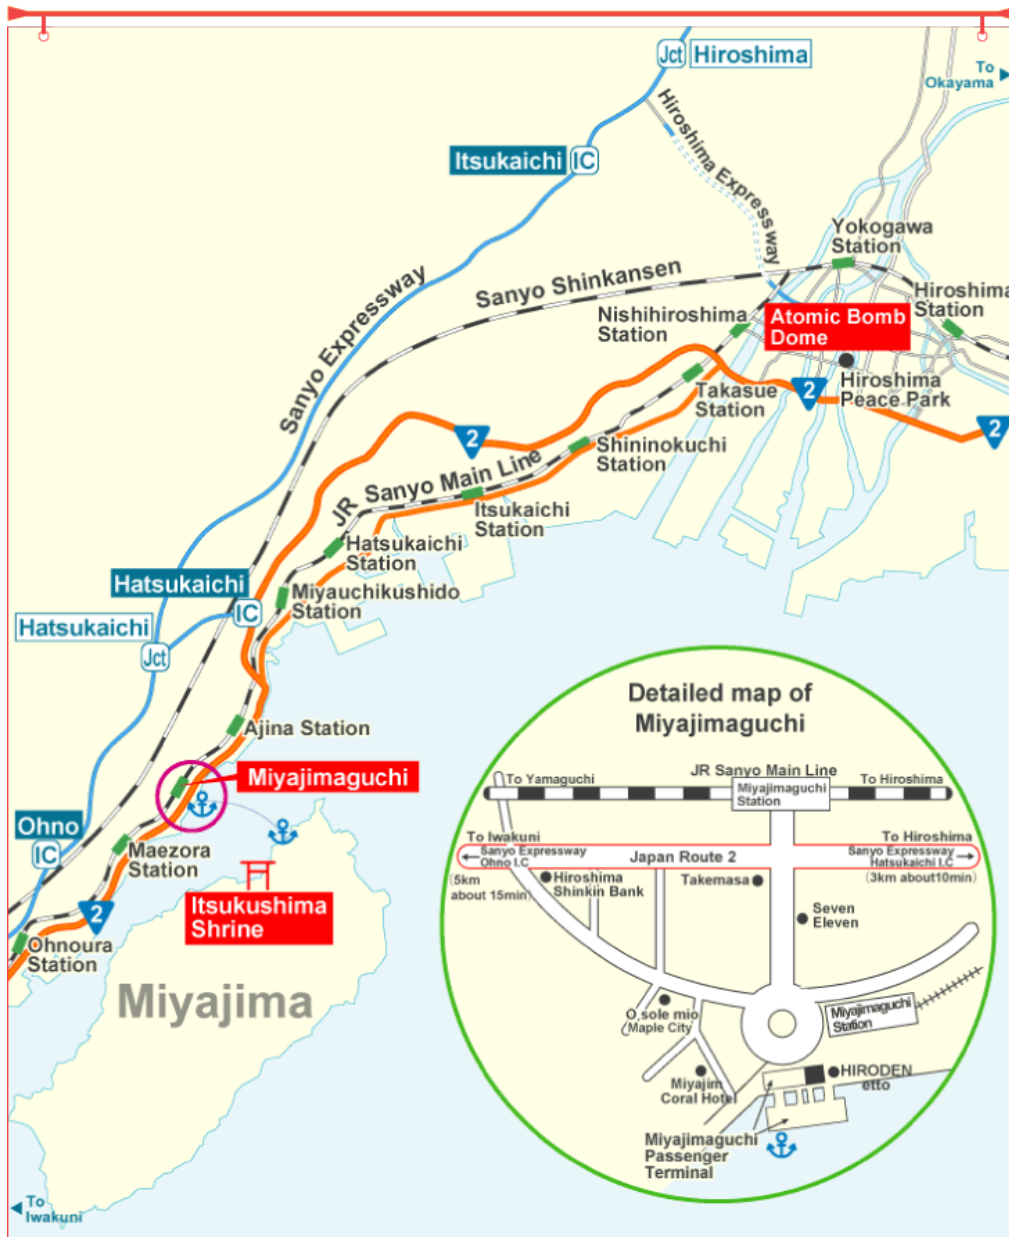 Jct
Hiroshima
To
Okayama
Hiroshima Expressway
Itsukaichi
IC
Yokogawa
Station
Sanyo Expressway
Sanyo Shinkansen
Hiroshima
Station
Nishihiroshima
Station
Atomic Bomb
Dome
Hiroshima
Peace Park
Takasue
Station
2
2
2
Shininokuchi
Station
JR Sanyo Main Line
Itsukaichi
Station
Hatsukaichi
Station
Hatsukaichi
IC
Miyauchikushido
Station
Hatsukaichi
Jct
Ajina Station
Miyajimaguchi
Ohno
IC
Maezora
Station
Itsukushima
Shrine
2
Ohnoura
Station
Miyajima
To
Iwakuni
Detailed map of
Miyajimaguchi
JR Sanyo Main Line
To Yamaguchi
To Hiroshima
Miyajimaguchi
Station
To Iwakuni
Sanyo Expressway
Ohno I.C
(5km
about 15min)
Japan Route 2
To Hiroshima
Sanyo Expressway
Hatsukaichi I.C
(3km about10min)
Hiroshima
Shinkin Bank
Takemasa
Seven
Eleven
O,sole mio
Maple City
Miyajimaguchi
Station
Miyajim
Coral Hotel
HIRODEN
etto
Miyajimaguchi
Passenger
Terminal